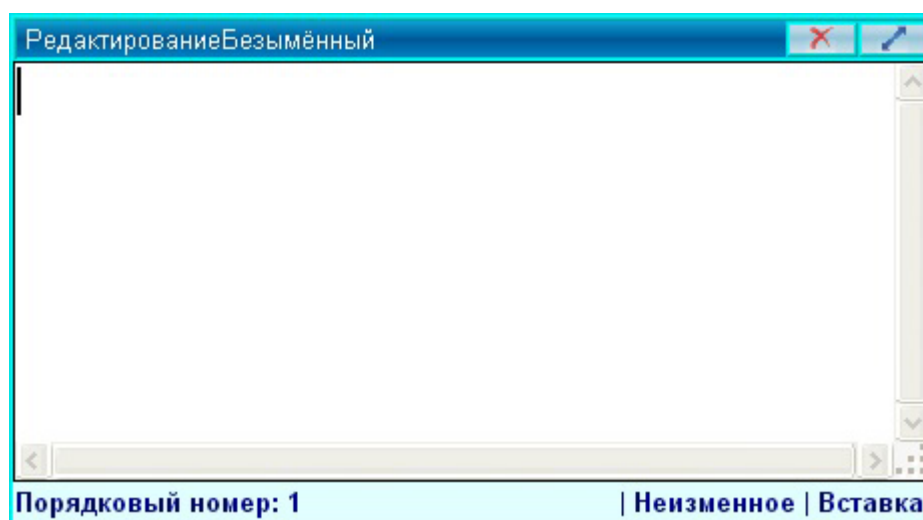 РедактированиеБезымённый
Порядковый номер: 1 | Неизменное | Вставка